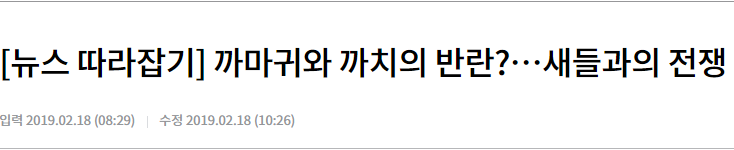 [뉴스 따라잡기] 까마귀와 까치의 반란?…새들과의 전쟁
입력 2019.02.18 (08:29) | 수정 2019.02.18 (10:26)